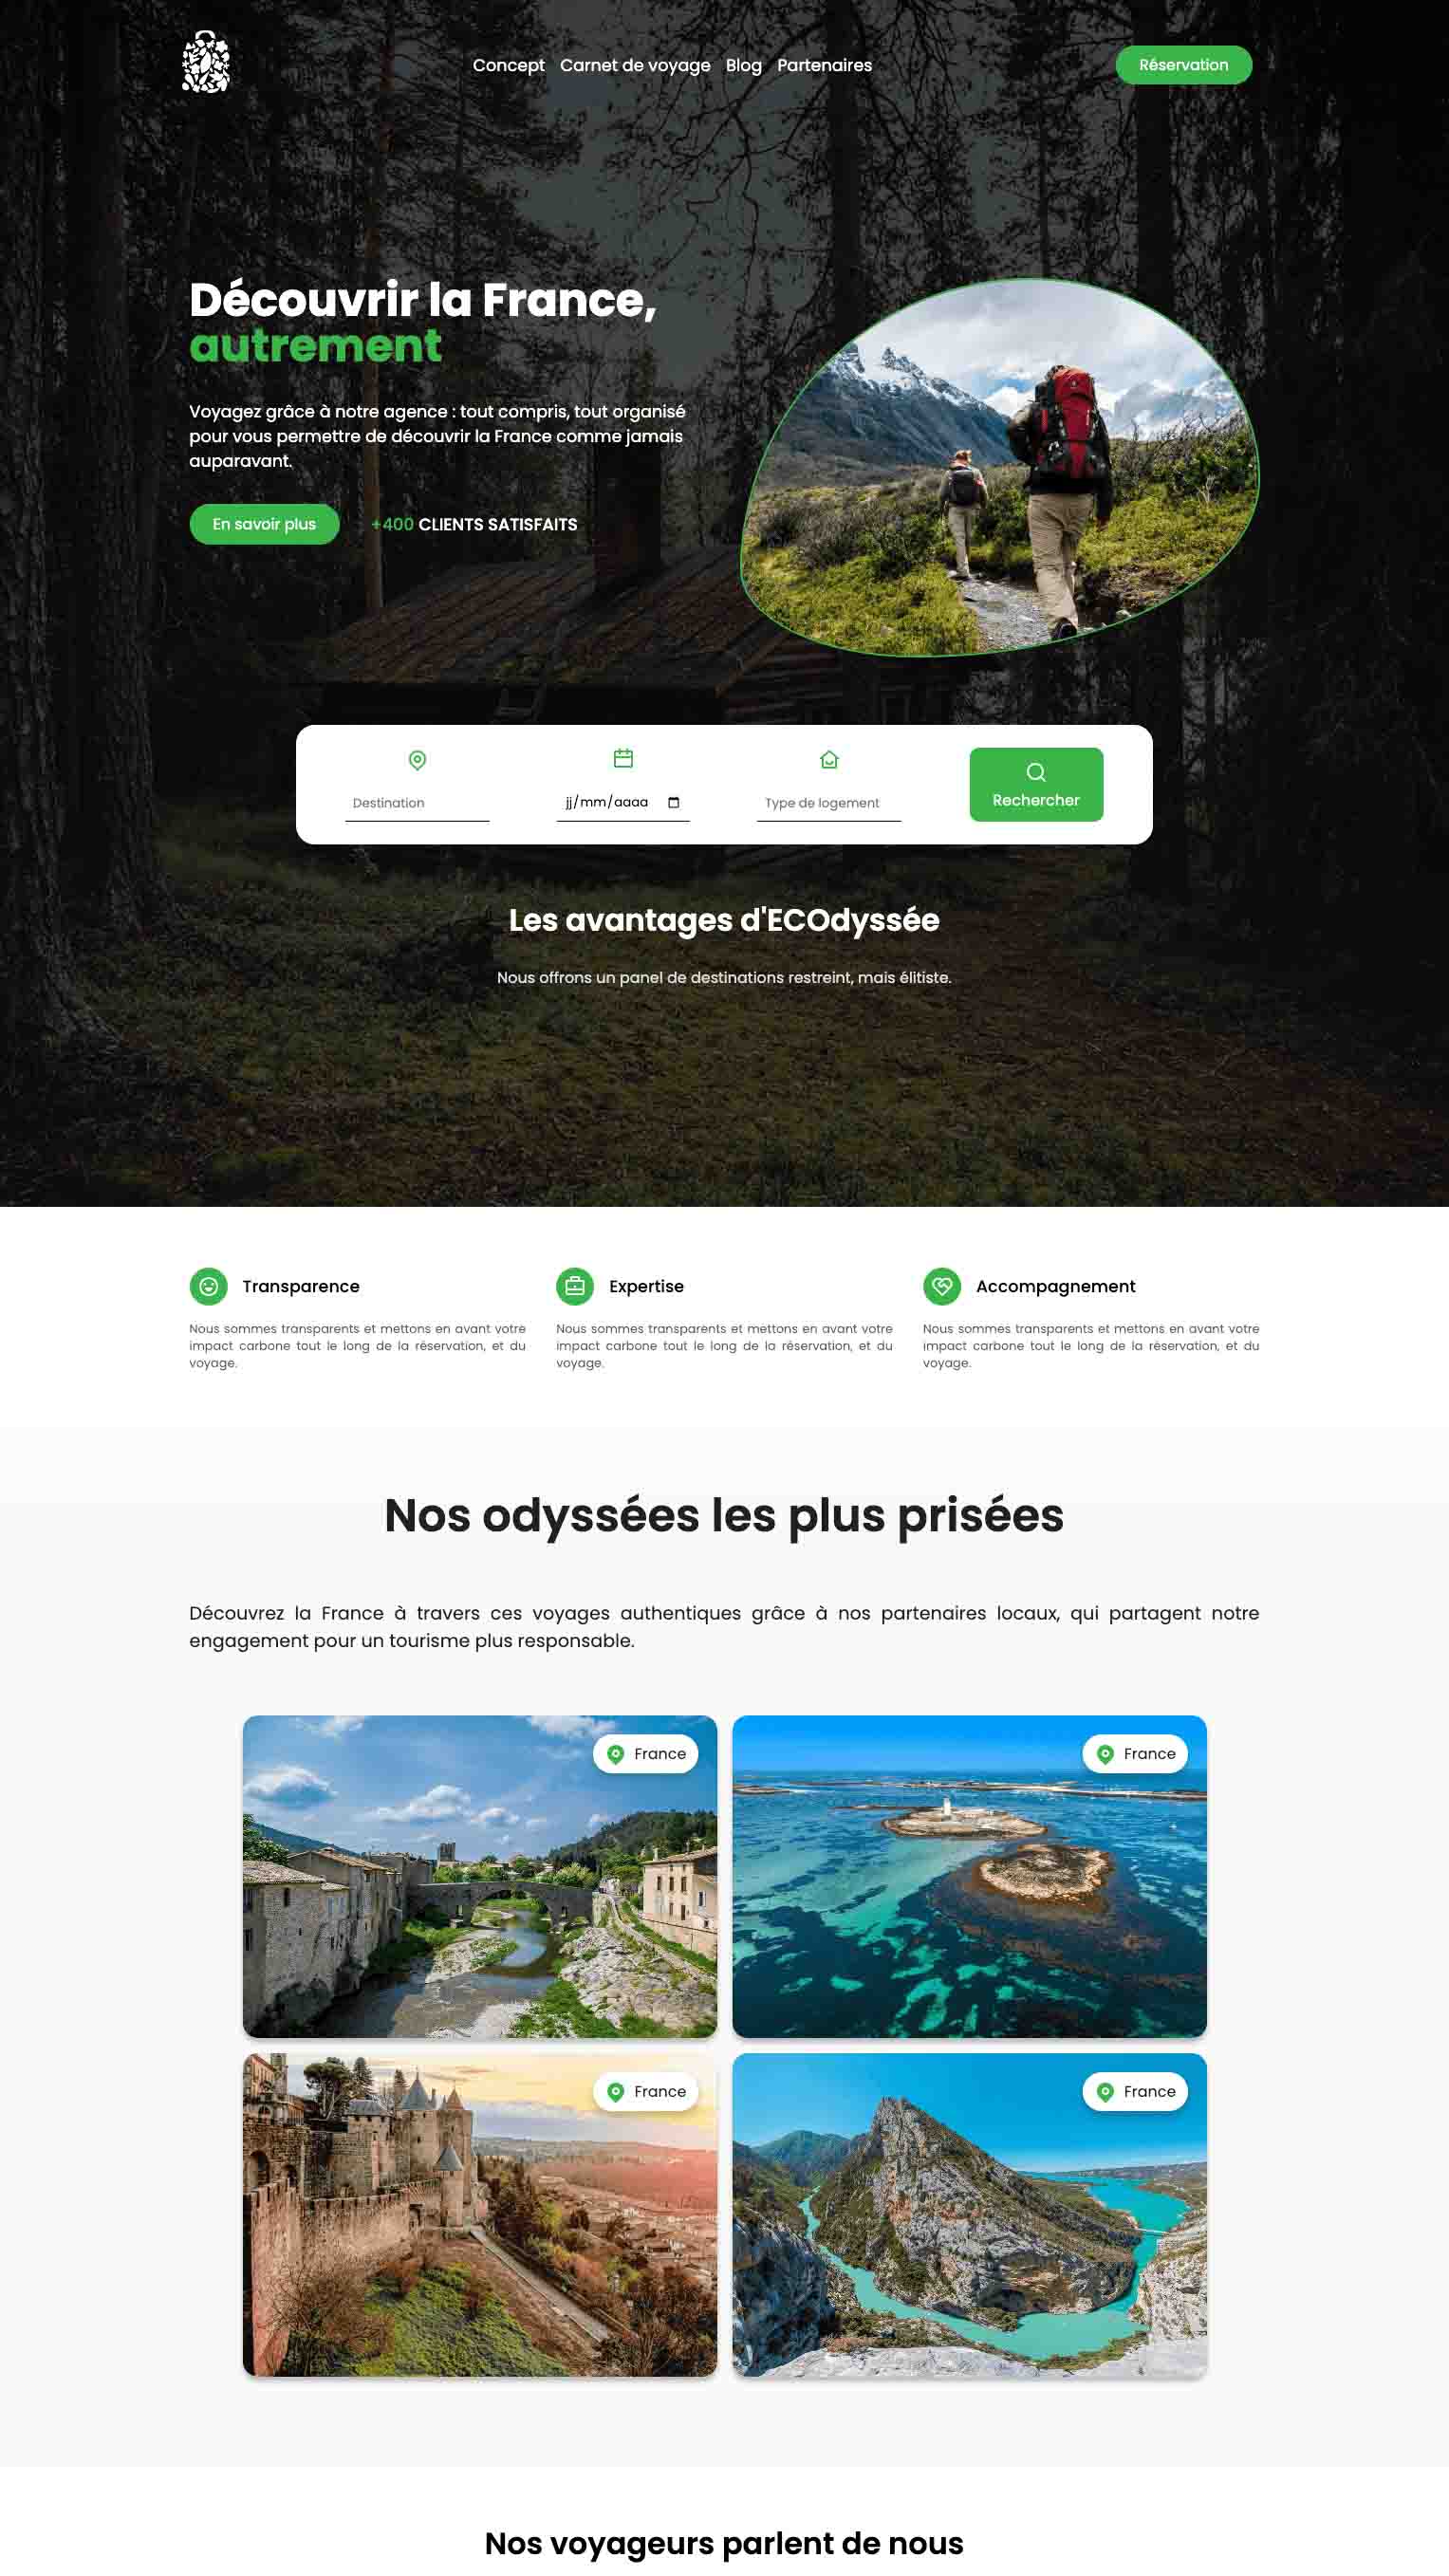 Concept Carnet de voyage Blog Partenaires Réservation
Découvrir la France,
autrement
Voyagez grâce à notre agence : tout compris, tout organisé
pour vous permettre de découvrir la France comme jamais
auparavant.
En savoir plus +400 CLIENTS SATISFAITS
Destination jj/mm/aaaa Type de logement Rechercher
Les avantages d'ECOdyssée
Nous offrons un panel de destinations restreint, mais élitiste.
Transparence
Nous sommes transparents et mettons en avant votre
impact carbone tout le long de la réservation, et du
voyage.
Expertise
Nous sommes transparents et mettons en avant votre
impact carbone tout le long de la réservation, et du
voyage.
Accompagnement
Nous sommes transparents et mettons en avant votre
impact carbone tout le long de la réservation, et du
voyage.
Nos odyssées les plus prisées
Découvrez la France à travers ces voyages authentiques grâce à nos partenaires locaux, qui partagent notre
engagement pour un tourisme plus responsable.
France
France
France
France
Nos voyageurs parlent de nous